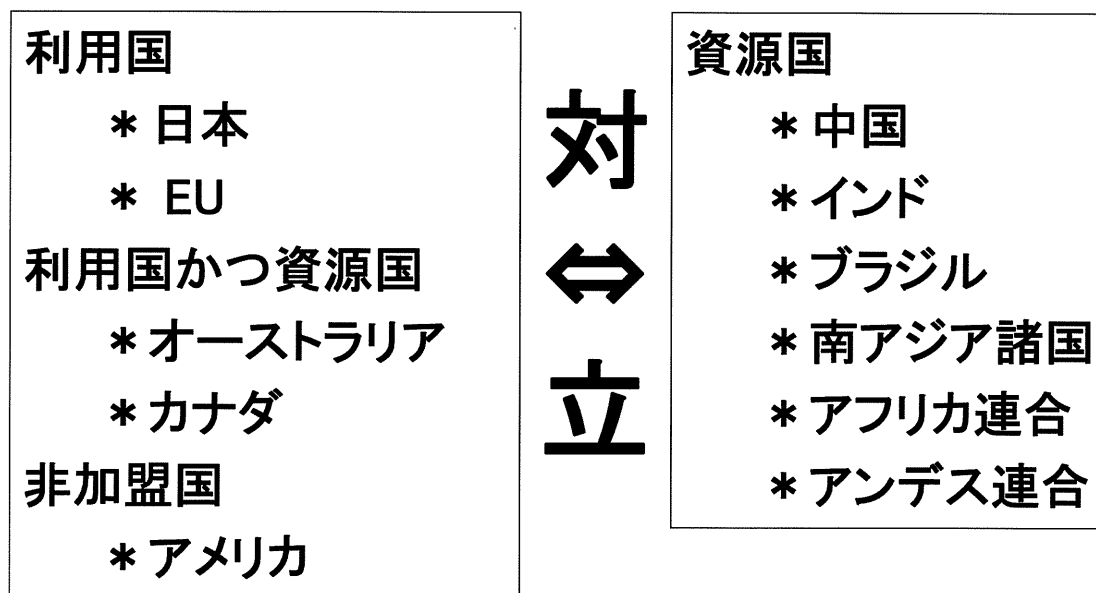 利用国
＊日本
＊ EU
利用国かつ資源国
＊オーストラリア
＊カナダ
非加盟国
＊アメリカ
対
⇔
立
資源国
＊中国
＊インド
＊ブラジル
＊南アジア諸国
＊アフリカ連合
＊アンデス連合